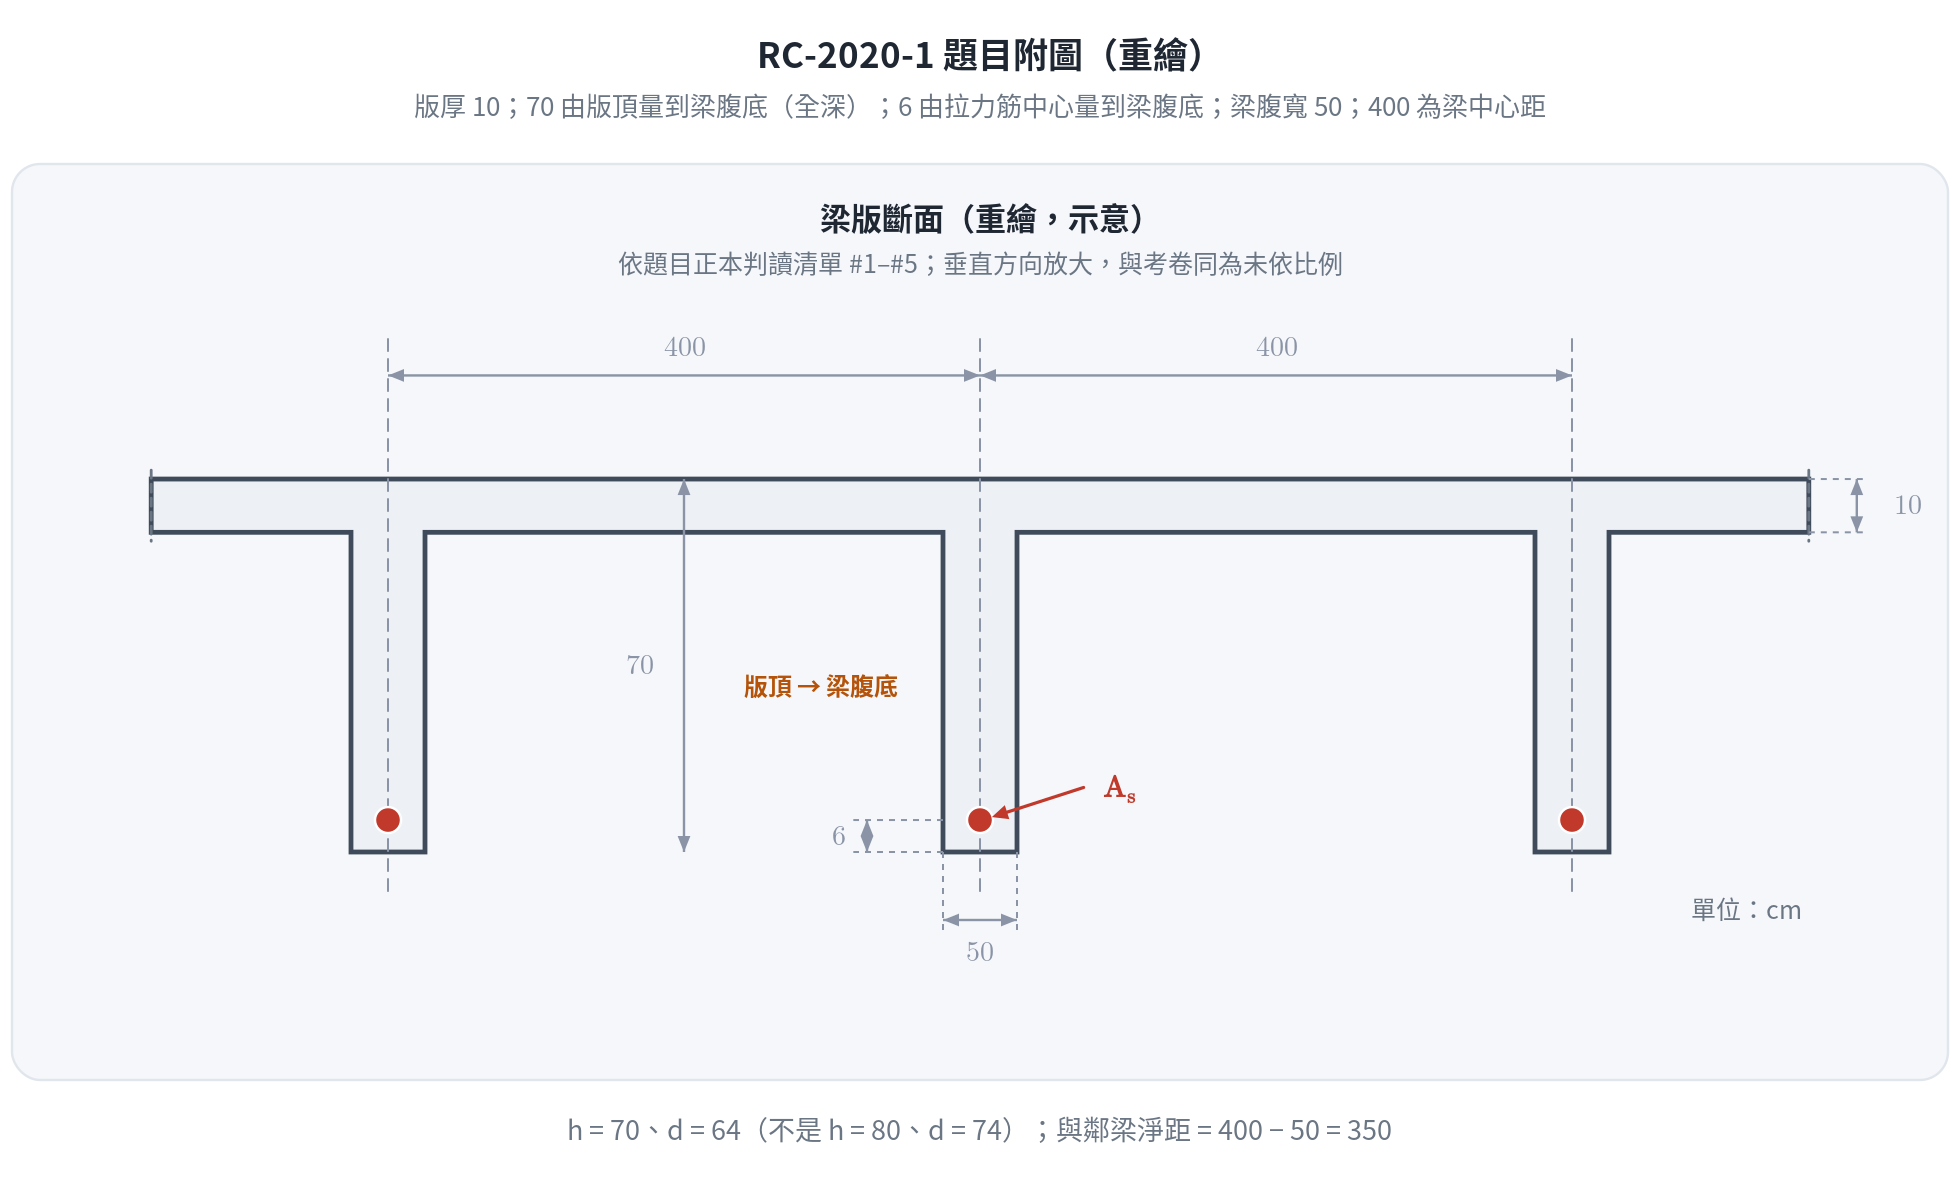 RC-2020-1 題目附圖（重繪）
版厚 10；70 由版頂量到梁腹底（全深）；6 由拉力筋中心量到梁腹底；梁腹寬 50；400 為梁中心距
梁版斷面（重繪，示意）
依題目正本判讀清單 #1–#5；垂直方向放大，與考卷同為未依比例
400
400
10
70
版頂 → 梁腹底
As
6
單位：cm
50
h = 70、d = 64（不是 h = 80、d = 74）；與鄰梁淨距 = 400 − 50 = 350